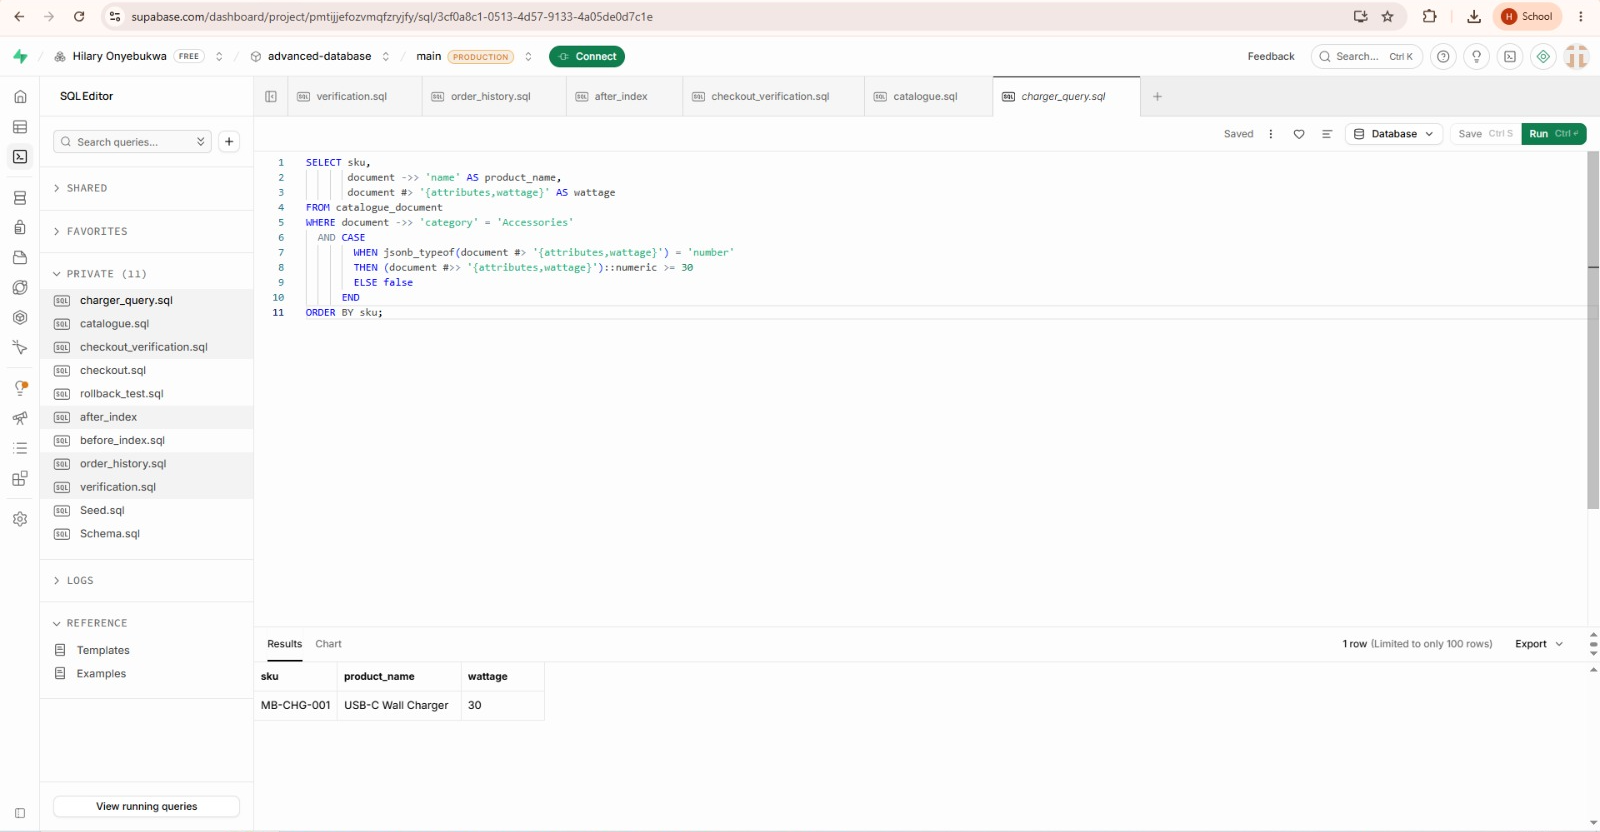 supabase.com/dashboard/project/pmtijjefozvmqfzryjfy/sql/3cf0a8c1-0513-4d57-9133-4a05de0d7c1e
H School
Hilary Onyebukwa FREE / advanced-database / main PRODUCTION Connect
Feedback Search... Ctrl K
SQL Editor
verification.sql order_history.sql after_index checkout_verification.sql catalogue.sql charger_query.sql
Search queries...
Saved Database Save Ctrl S Run Ctrl ↵
SHARED
FAVORITES
PRIVATE (11)
charger_query.sql
catalogue.sql
checkout_verification.sql
checkout.sql
rollback_test.sql
after_index
before_index.sql
order_history.sql
verification.sql
Seed.sql
Schema.sql
LOGS
REFERENCE
Templates
Examples
View running queries
1 SELECT sku,
2 document ->> 'name' AS product_name,
3 document #> '{attributes,wattage}' AS wattage
4 FROM catalogue_document
5 WHERE document ->> 'category' = 'Accessories'
6 AND CASE
7 WHEN jsonb_typeof(document #> '{attributes,wattage}') = 'number'
8 THEN (document #>> '{attributes,wattage}')::numeric >= 30
9 ELSE false
10 END
11 ORDER BY sku;
Results Chart
1 row (Limited to only 100 rows) Export
sku product_name wattage
MB-CHG-001 USB-C Wall Charger 30